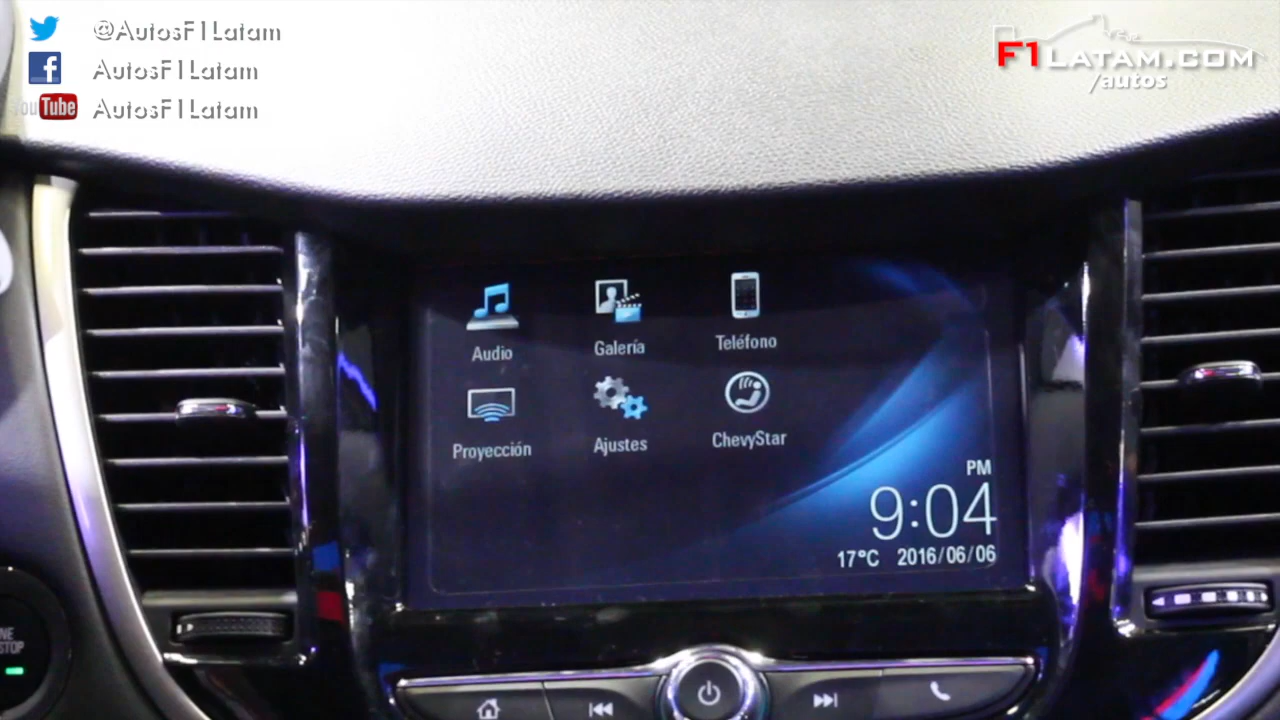 @AutosF1Latam
AutosF1Latam
YouTube AutosF1Latam
F1LATAM.COM
/autos
Audio
Galería
Teléfono
Proyección
Ajustes
ChevyStar
PM
9:04
17°C 2016/06/06
STOP